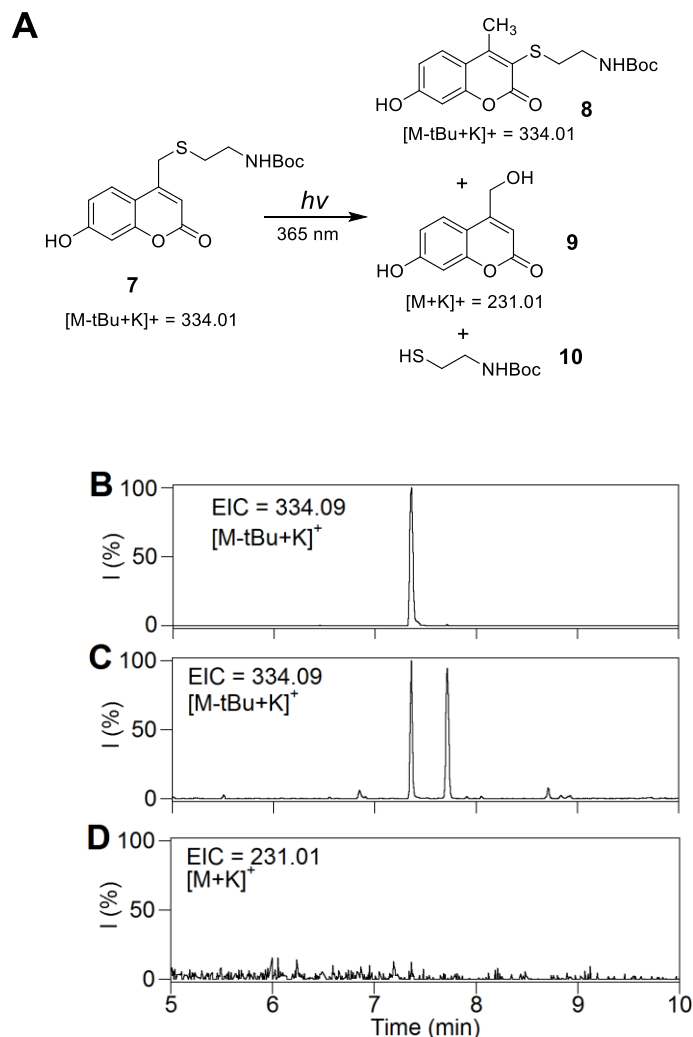 A
CH3
S
NHBoc
HO
O
O
8
[M-tBu+K]+ = 334.01
+
S
NHBoc
HO
O
O
7
[M-tBu+K]+ = 334.01
hv
365 nm
OH
HO
O
O
9
[M+K]+ = 231.01
+
HS
NHBoc
10
B
EIC = 334.09
[M-tBu+K]+
I (%)
100
50
0
C
EIC = 334.09
[M-tBu+K]+
I (%)
100
50
0
D
EIC = 231.01
[M+K]+
I (%)
100
50
0
5 6 7 8 9 10
Time (min)